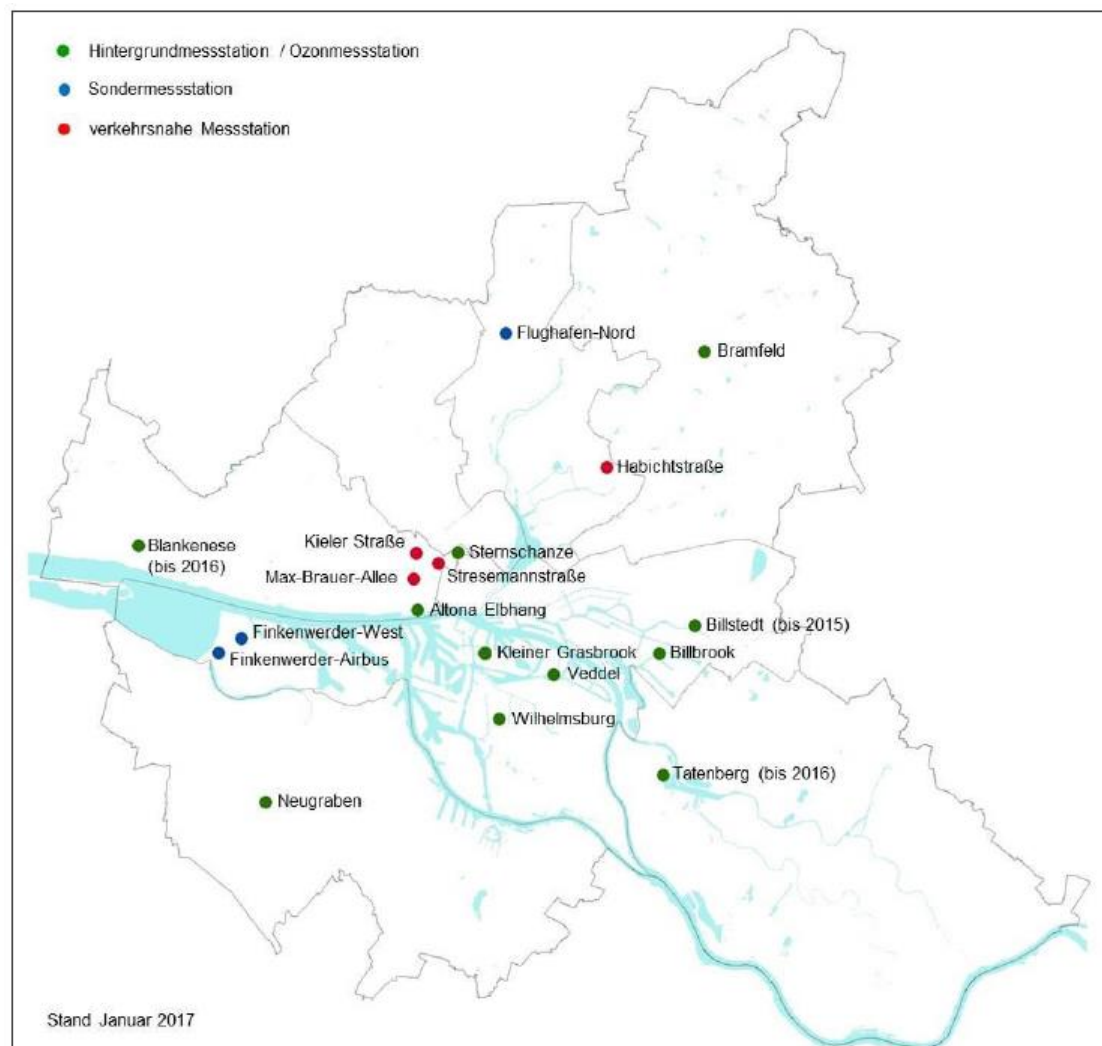 Hintergrundmessstation / Ozonmessstation
Sondermessstation
verkehrsnahe Messstation
Flughafen-Nord
Bramfeld
Habichtstraße
Blankenese
(bis 2016)
Kieler Straße
Sternschanze
Max-Brauer-Allee
Stresemannstraße
Altona Elbhang
Finkenwerder-West
Finkenwerder-Airbus
Kleiner Grasbrook
Billstedt (bis 2015)
Billbrook
Veddel
Wilhelmsburg
Tatenberg (bis 2016)
Neugraben
Stand Januar 2017